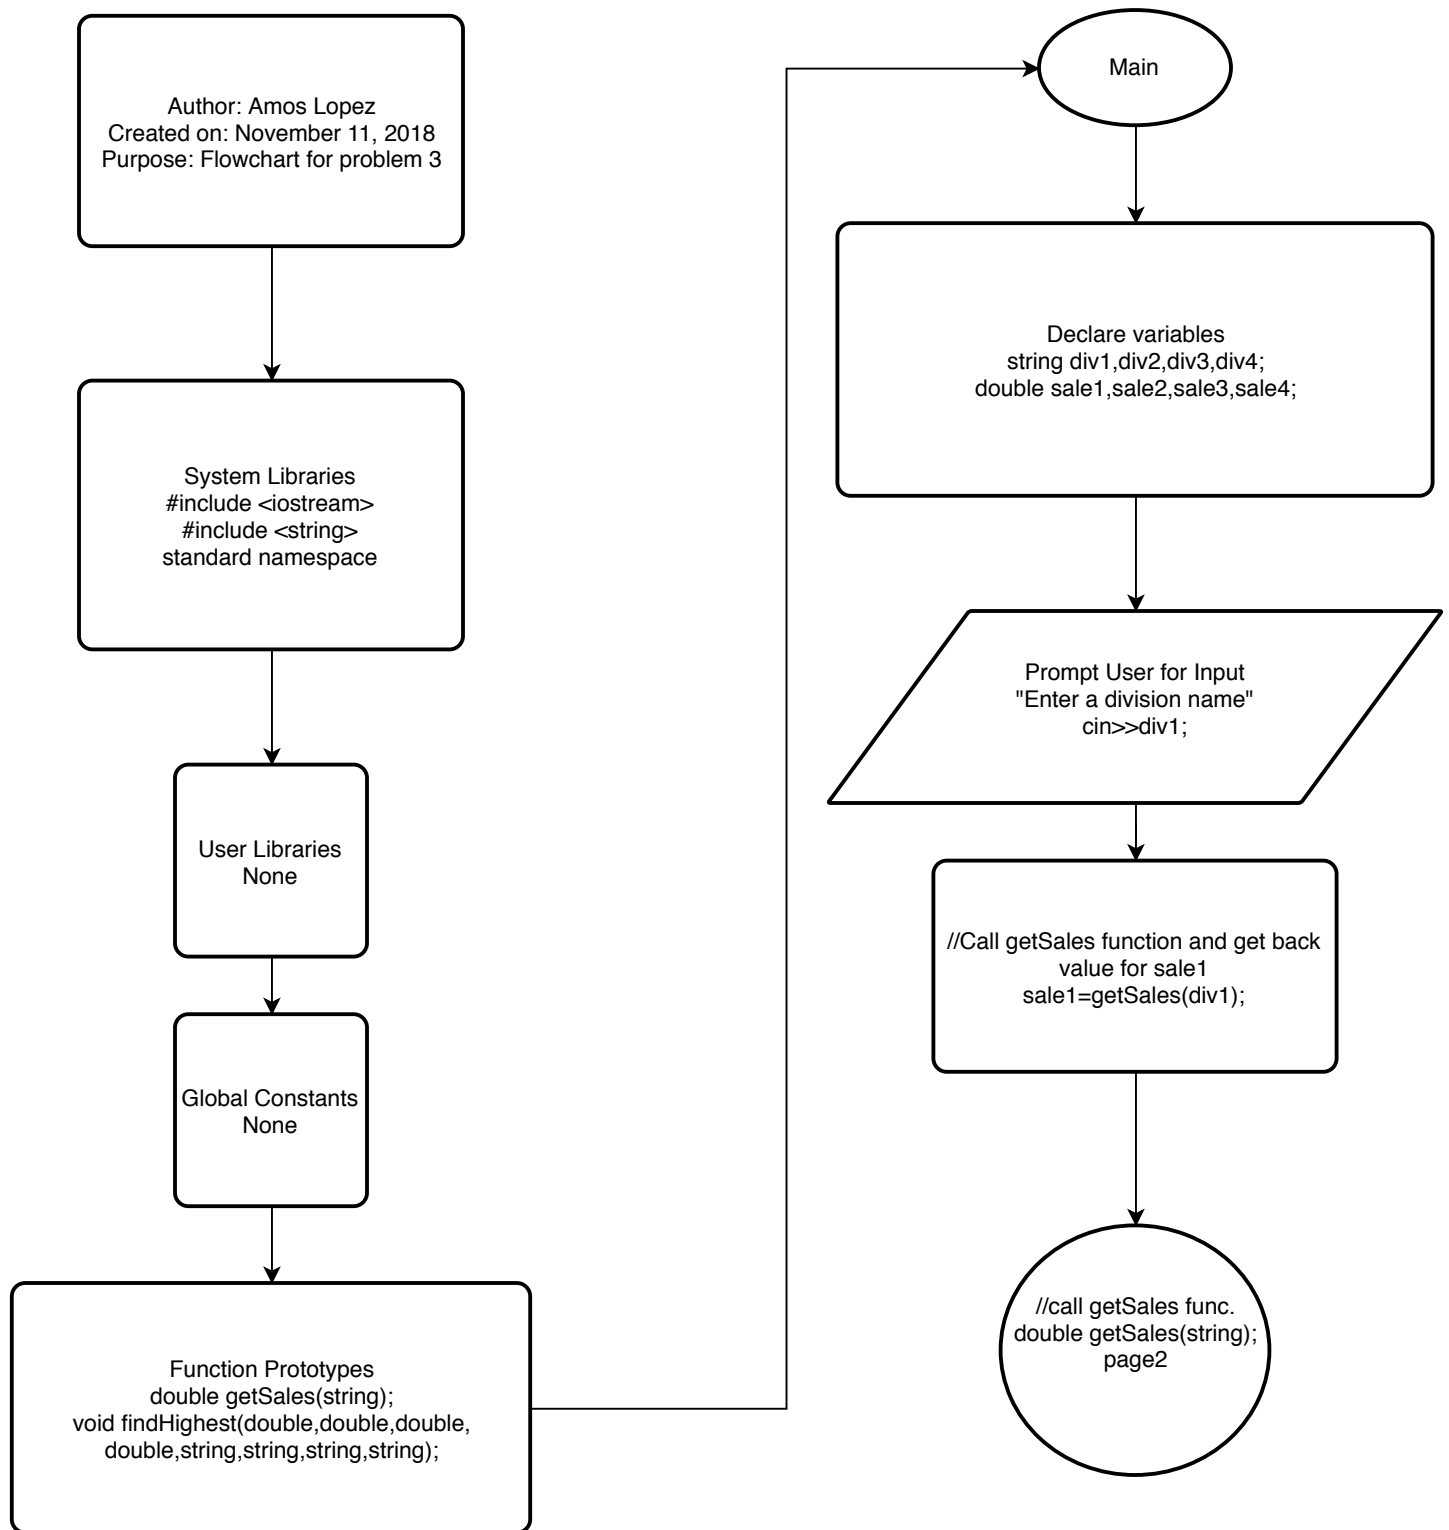 Author: Amos Lopez
Created on: November 11, 2018
Purpose: Flowchart for problem 3
System Libraries
#include <iostream>
#include <string>
standard namespace
User Libraries
None
Global Constants
None
Function Prototypes
double getSales(string);
void findHighest(double,double,double,
double,string,string,string,string);
Main
Declare variables
string div1,div2,div3,div4;
double sale1,sale2,sale3,sale4;
Prompt User for Input
"Enter a division name"
cin>>div1;
//Call getSales function and get back
value for sale1
sale1=getSales(div1);
//call getSales func.
double getSales(string);
page2